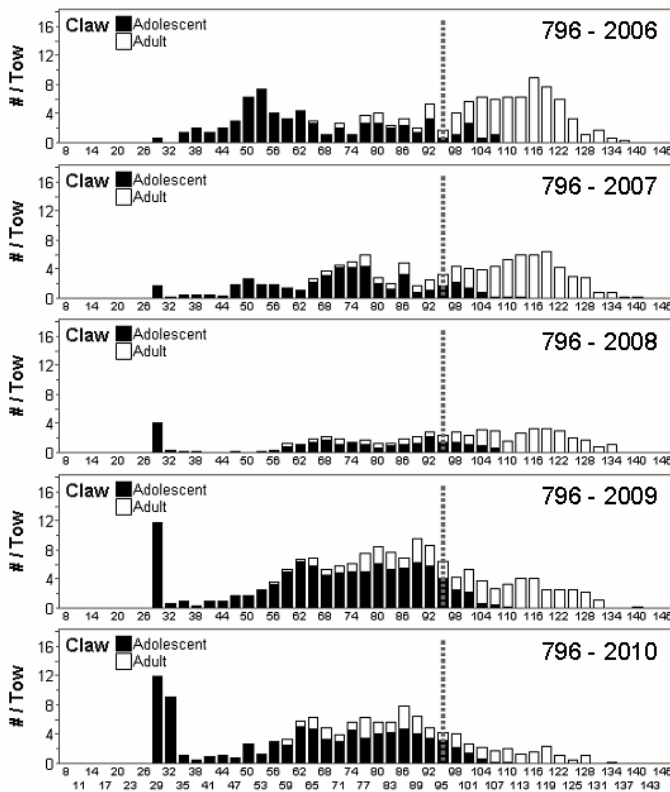 Claw Adolescent 796 - 2006
Adult
# / Tow
16
12
8
4
0
8 14 20 26 32 38 44 50 56 62 68 74 80 86 92 98 104 110 116 122 128 134 140 146
Claw Adolescent 796 - 2007
Adult
# / Tow
16
12
8
4
0
8 14 20 26 32 38 44 50 56 62 68 74 80 86 92 98 104 110 116 122 128 134 140 146
Claw Adolescent 796 - 2008
Adult
# / Tow
16
12
8
4
0
8 14 20 26 32 38 44 50 56 62 68 74 80 86 92 98 104 110 116 122 128 134 140 146
Claw Adolescent 796 - 2009
Adult
# / Tow
16
12
8
4
0
8 14 20 26 32 38 44 50 56 62 68 74 80 86 92 98 104 110 116 122 128 134 140 146
Claw Adolescent 796 - 2010
Adult
# / Tow
16
12
8
4
0
8 14 20 26 32 38 44 50 56 62 68 74 80 86 92 98 104 110 116 122 128 134 140 146
11 17 23 29 35 41 47 53 59 65 71 77 83 89 95 101 107 113 119 125 131 137 143